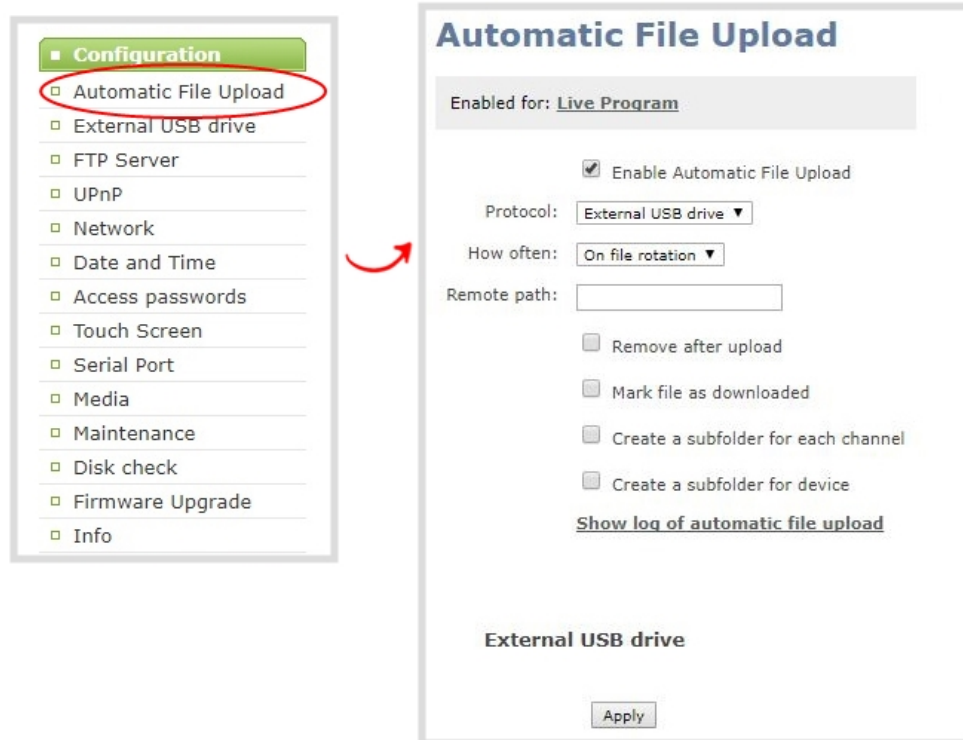 Configuration
Automatic File Upload
External USB drive
FTP Server
UPnP
Network
Date and Time
Access passwords
Touch Screen
Serial Port
Media
Maintenance
Disk check
Firmware Upgrade
Info
Automatic File Upload
Enabled for: Live Program
Enable Automatic File Upload
Protocol: External USB drive
How often: On file rotation
Remote path:
Remove after upload
Mark file as downloaded
Create a subfolder for each channel
Create a subfolder for device
Show log of automatic file upload
External USB drive
Apply